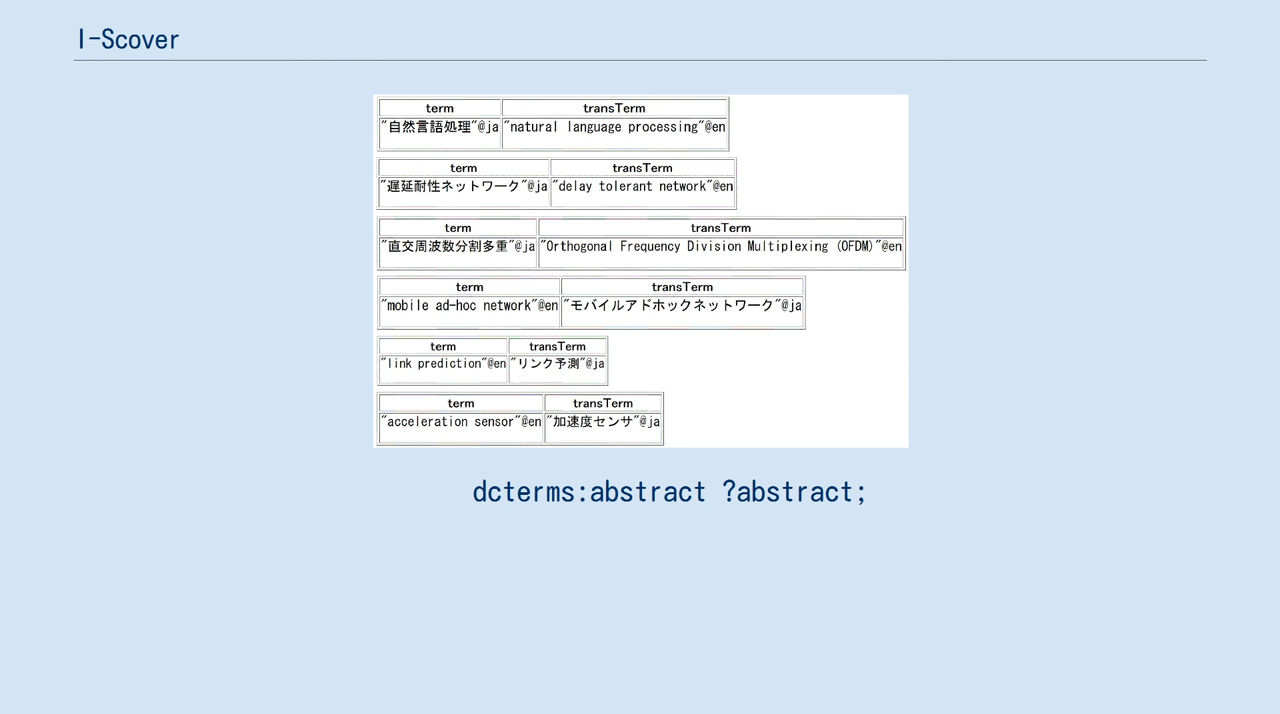 I-Scover
term transTerm
"自然言語処理"@ja "natural language processing"@en
term transTerm
"遅延耐性ネットワーク"@ja "delay tolerant network"@en
term transTerm
"直交周波数分割多重"@ja "Orthogonal Frequency Division Multiplexing (OFDM)"@en
term transTerm
"mobile ad-hoc network"@en "モバイルアドホックネットワーク"@ja
term transTerm
"link prediction"@en "リンク予測"@ja
term transTerm
"acceleration sensor"@en "加速度センサ"@ja
dcterms:abstract ?abstract;